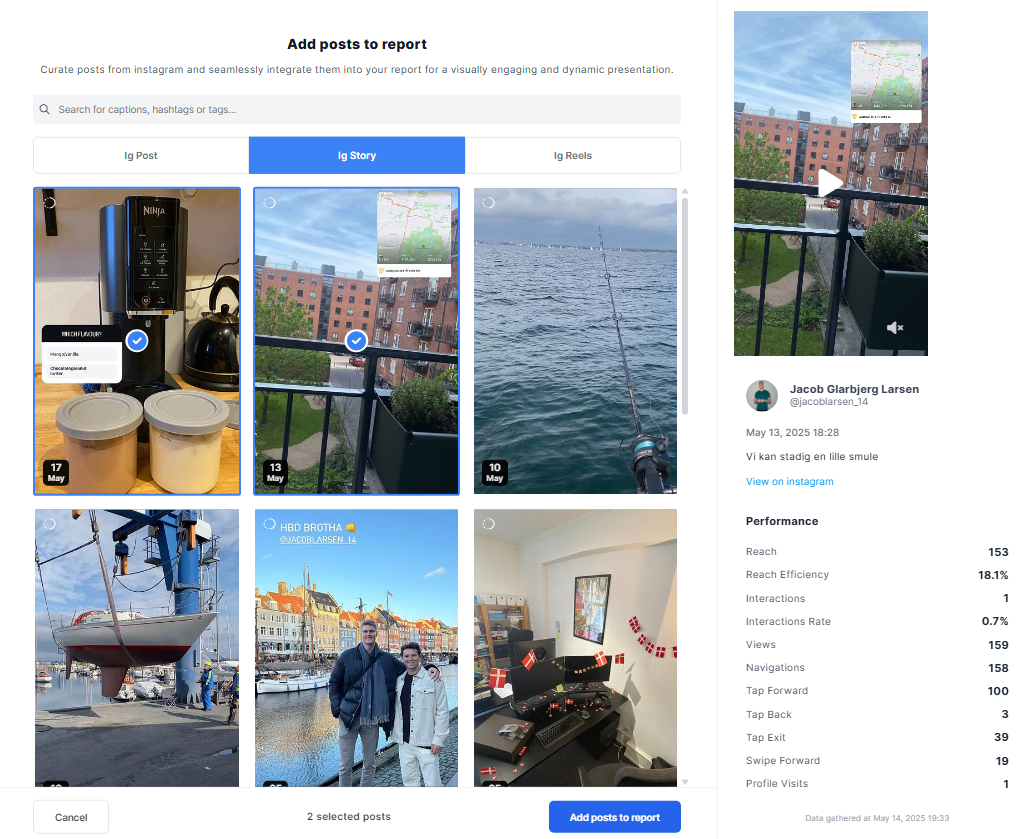 Add posts to report
Curate posts from instagram and seamlessly integrate them into your report for a visually engaging and dynamic presentation.
Search for captions, hashtags or tags...
Ig Post
Ig Story
Ig Reels
NINJA
WHICH FLAVOUR?
Mango/vanilla
Chocolate/peanut
butter
17
May
13
May
10
May
HBD BROTHA 👊
@JACOBLARSEN_14
Cancel
2 selected posts
Add posts to report
Jacob Glarbjerg Larsen
@jacoblarsen_14
May 13, 2025 18:28
Vi kan stadig en lille smule
View on instagram
Performance
Reach 153
Reach Efficiency 18.1%
Interactions 1
Interactions Rate 0.7%
Views 159
Navigations 158
Tap Forward 100
Tap Back 3
Tap Exit 39
Swipe Forward 19
Profile Visits 1
Data gathered at May 14, 2025 19:33